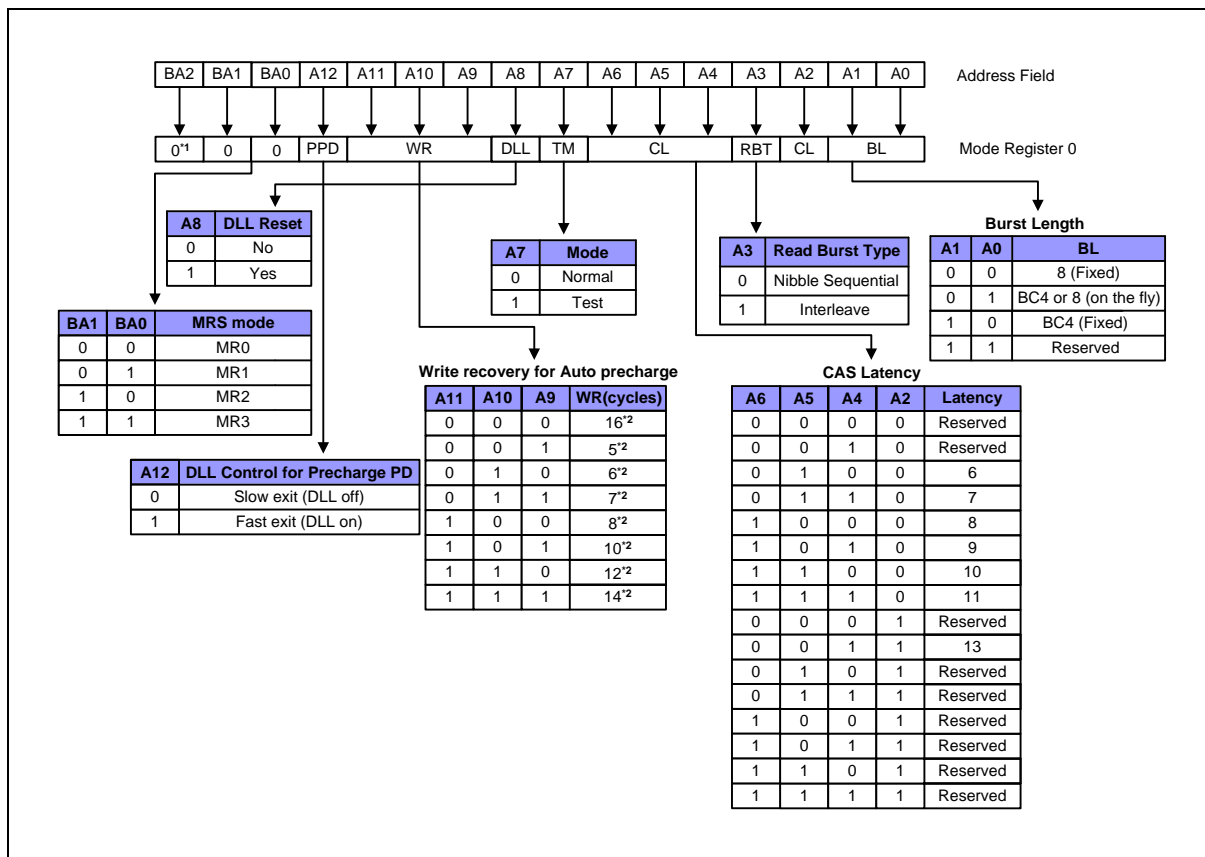 BA2 BA1 BA0 A12 A11 A10 A9 A8 A7 A6 A5 A4 A3 A2 A1 A0 Address Field
0*1 0 0 PPD WR DLL TM CL RBT CL BL Mode Register 0
A8 DLL Reset
0 No
1 Yes
A7 Mode
0 Normal
1 Test
A3 Read Burst Type
0 Nibble Sequential
1 Interleave
Burst Length
A1 A0 BL
0 0 8 (Fixed)
0 1 BC4 or 8 (on the fly)
1 0 BC4 (Fixed)
1 1 Reserved
BA1 BA0 MRS mode
0 0 MR0
0 1 MR1
1 0 MR2
1 1 MR3
A12 DLL Control for Precharge PD
0 Slow exit (DLL off)
1 Fast exit (DLL on)
Write recovery for Auto precharge
A11 A10 A9 WR(cycles)
0 0 0 16*2
0 0 1 5*2
0 1 0 6*2
0 1 1 7*2
1 0 0 8*2
1 0 1 10*2
1 1 0 12*2
1 1 1 14*2
CAS Latency
A6 A5 A4 A2 Latency
0 0 0 0 Reserved
0 0 1 0 Reserved
0 1 0 0 6
0 1 1 0 7
1 0 0 0 8
1 0 1 0 9
1 1 0 0 10
1 1 1 0 11
0 0 0 1 Reserved
0 0 1 1 13
0 1 0 1 Reserved
0 1 1 1 Reserved
1 0 0 1 Reserved
1 0 1 1 Reserved
1 1 0 1 Reserved
1 1 1 1 Reserved